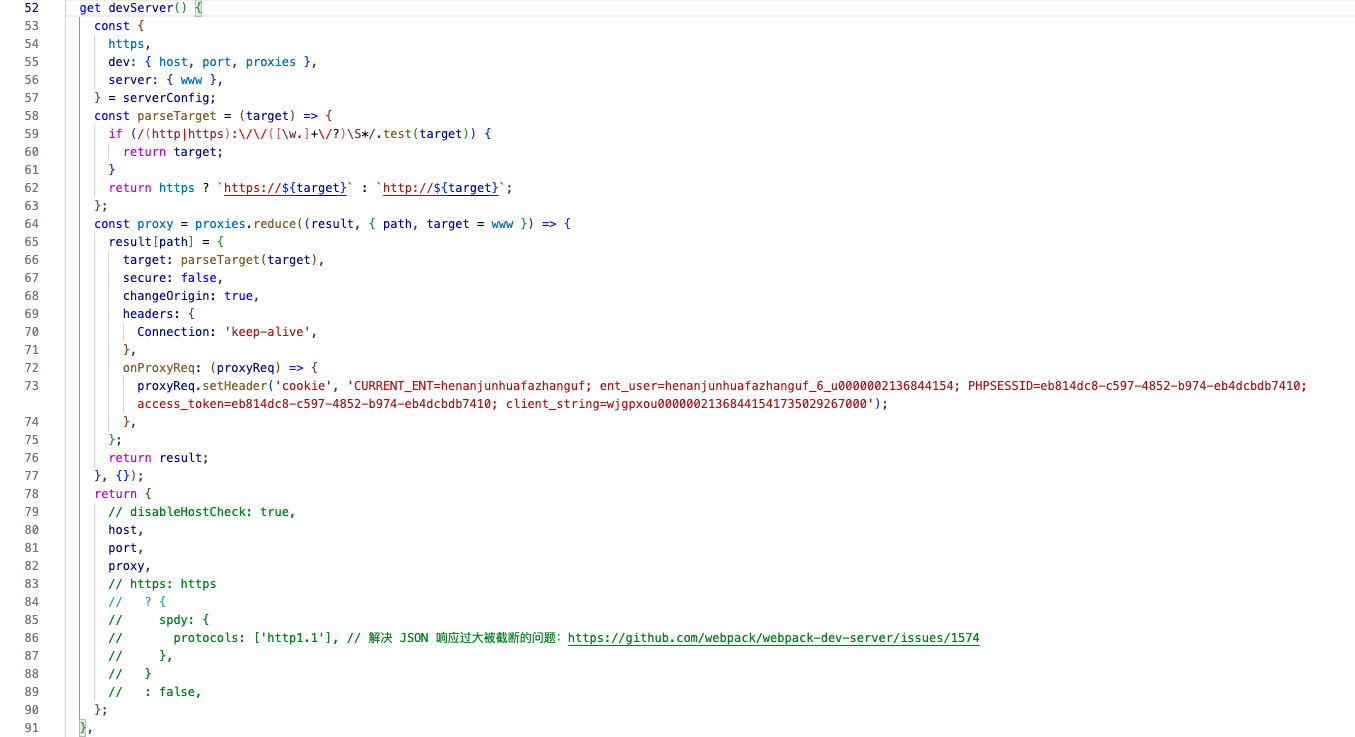 52 get devServer() {
53 const {
54 https,
55 dev: { host, port, proxies },
56 server: { www },
57 } = serverConfig;
58 const parseTarget = (target) => {
59 if (/(http|https):\/\/([\w.]+\/?)\S*/.test(target)) {
60 return target;
61 }
62 return https ? `https://${target}` : `http://${target}`;
63 };
64 const proxy = proxies.reduce((result, { path, target = www }) => {
65 result[path] = {
66 target: parseTarget(target),
67 secure: false,
68 changeOrigin: true,
69 headers: {
70 Connection: 'keep-alive',
71 },
72 onProxyReq: (proxyReq) => {
73 proxyReq.setHeader('cookie', 'CURRENT_ENT=henanjunhuafazhanguf; ent_user=henanjunhuafazhanguf_6_u0000002136844154; PHPSESSID=eb814dc8-c597-4852-b974-eb4dcbdb7410;
access_token=eb814dc8-c597-4852-b974-eb4dcbdb7410; client_string=wjgpxou00000021368441541735029267000');
74 },
75 };
76 return result;
77 }, {});
78 return {
79 // disableHostCheck: true,
80 host,
81 port,
82 proxy,
83 // https: https
84 // ? {
85 // spdy: {
86 // protocols: ['http1.1'], // 解决 JSON 响应过大被截断的问题：https://github.com/webpack/webpack-dev-server/issues/1574
87 // },
88 // }
89 // : false,
90 };
91 },